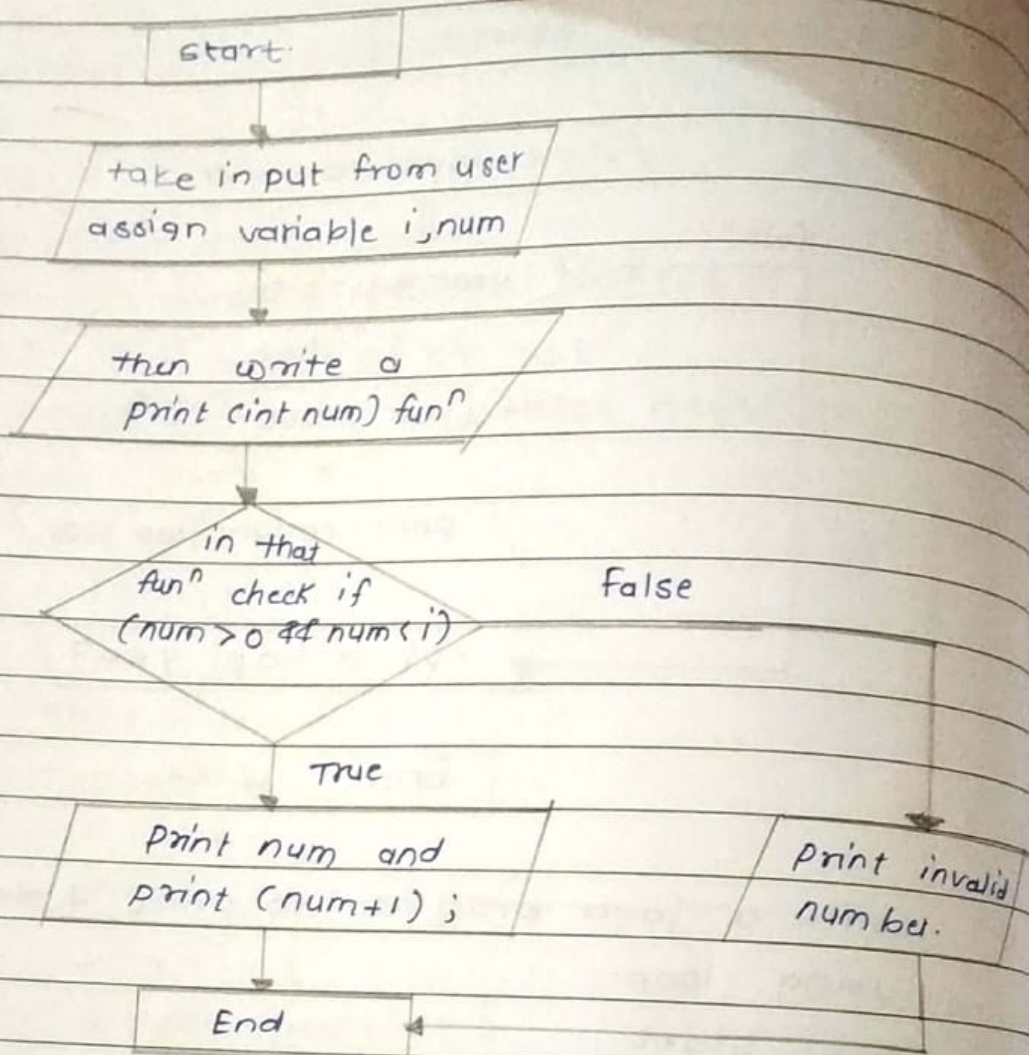 start.
take input from user
assign variable i, num
then write a
print (int num) funⁿ
in that
funⁿ check if
(num > 0 && num < i)
False
True
Print num and
print (num+1) ;
Print invalid
number.
End